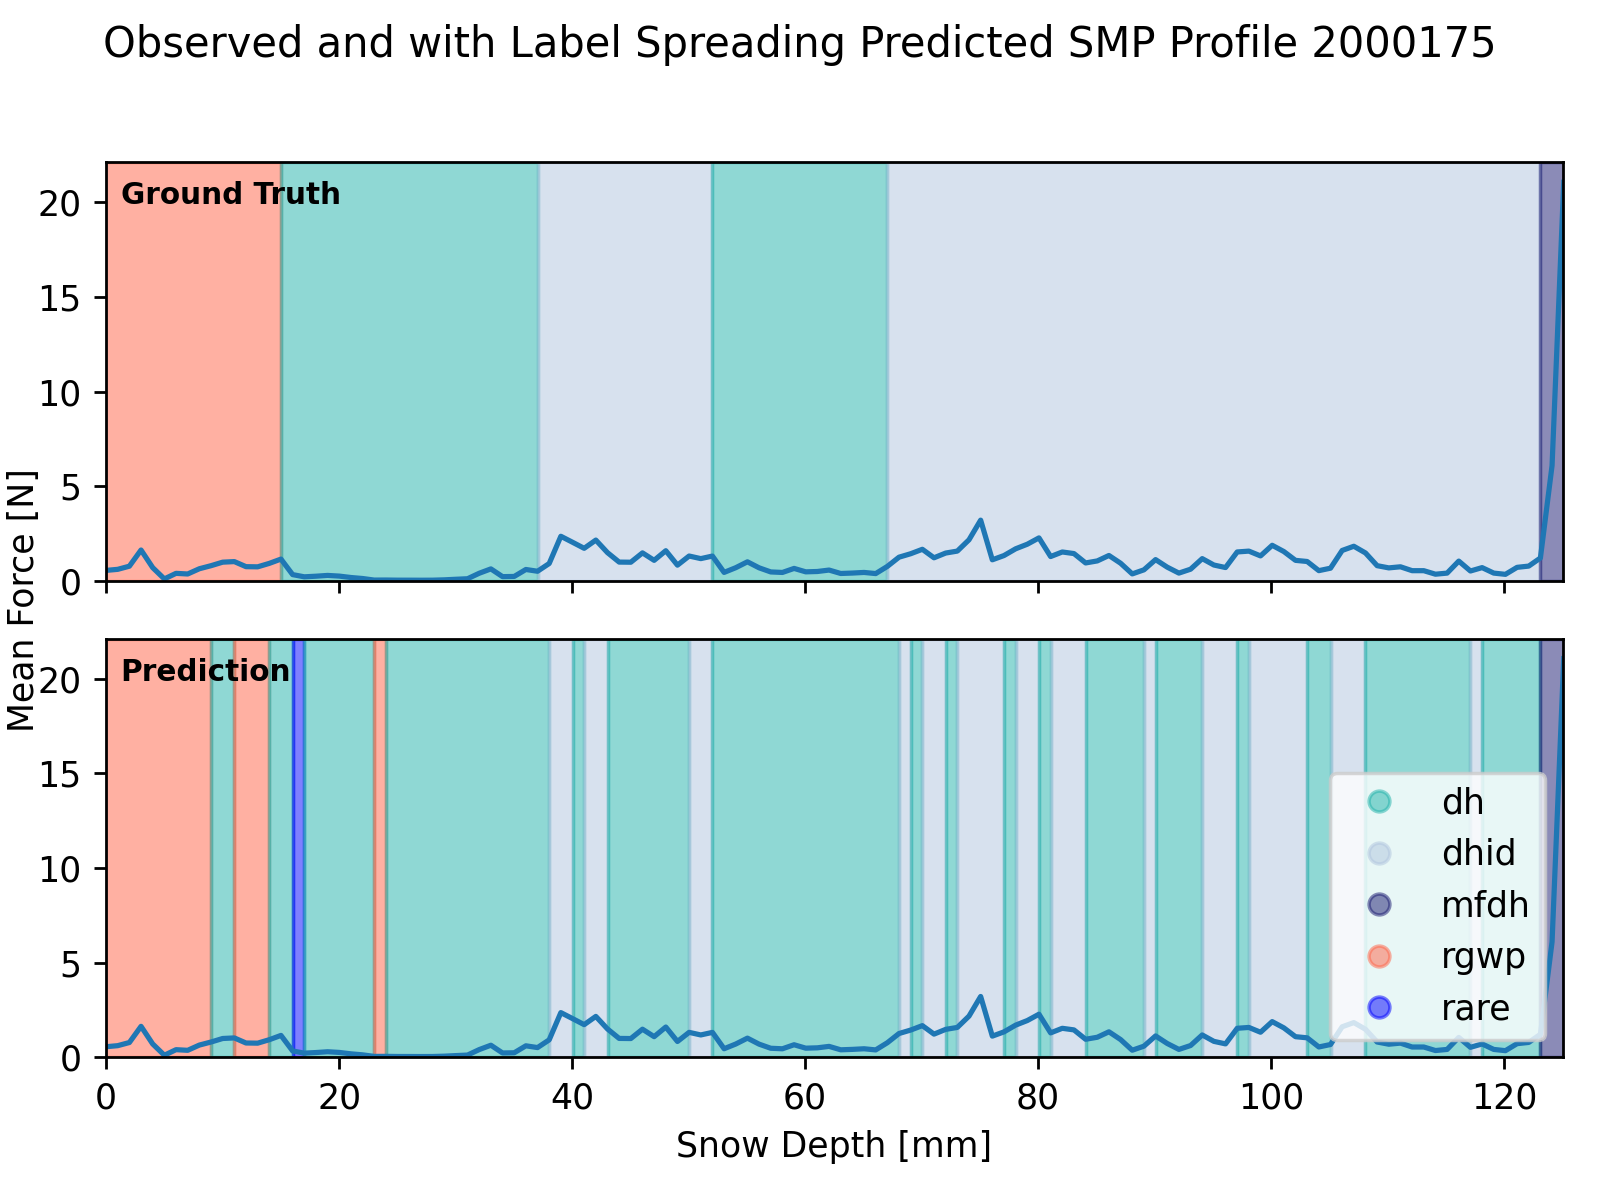 Observed and with Label Spreading Predicted SMP Profile 2000175
Ground Truth
20
15
10
5
0
Mean Force [N]
Prediction
20
15
10
5
0
dh
dhid
mfdh
rgwp
rare
0 20 40 60 80 100 120
Snow Depth [mm]